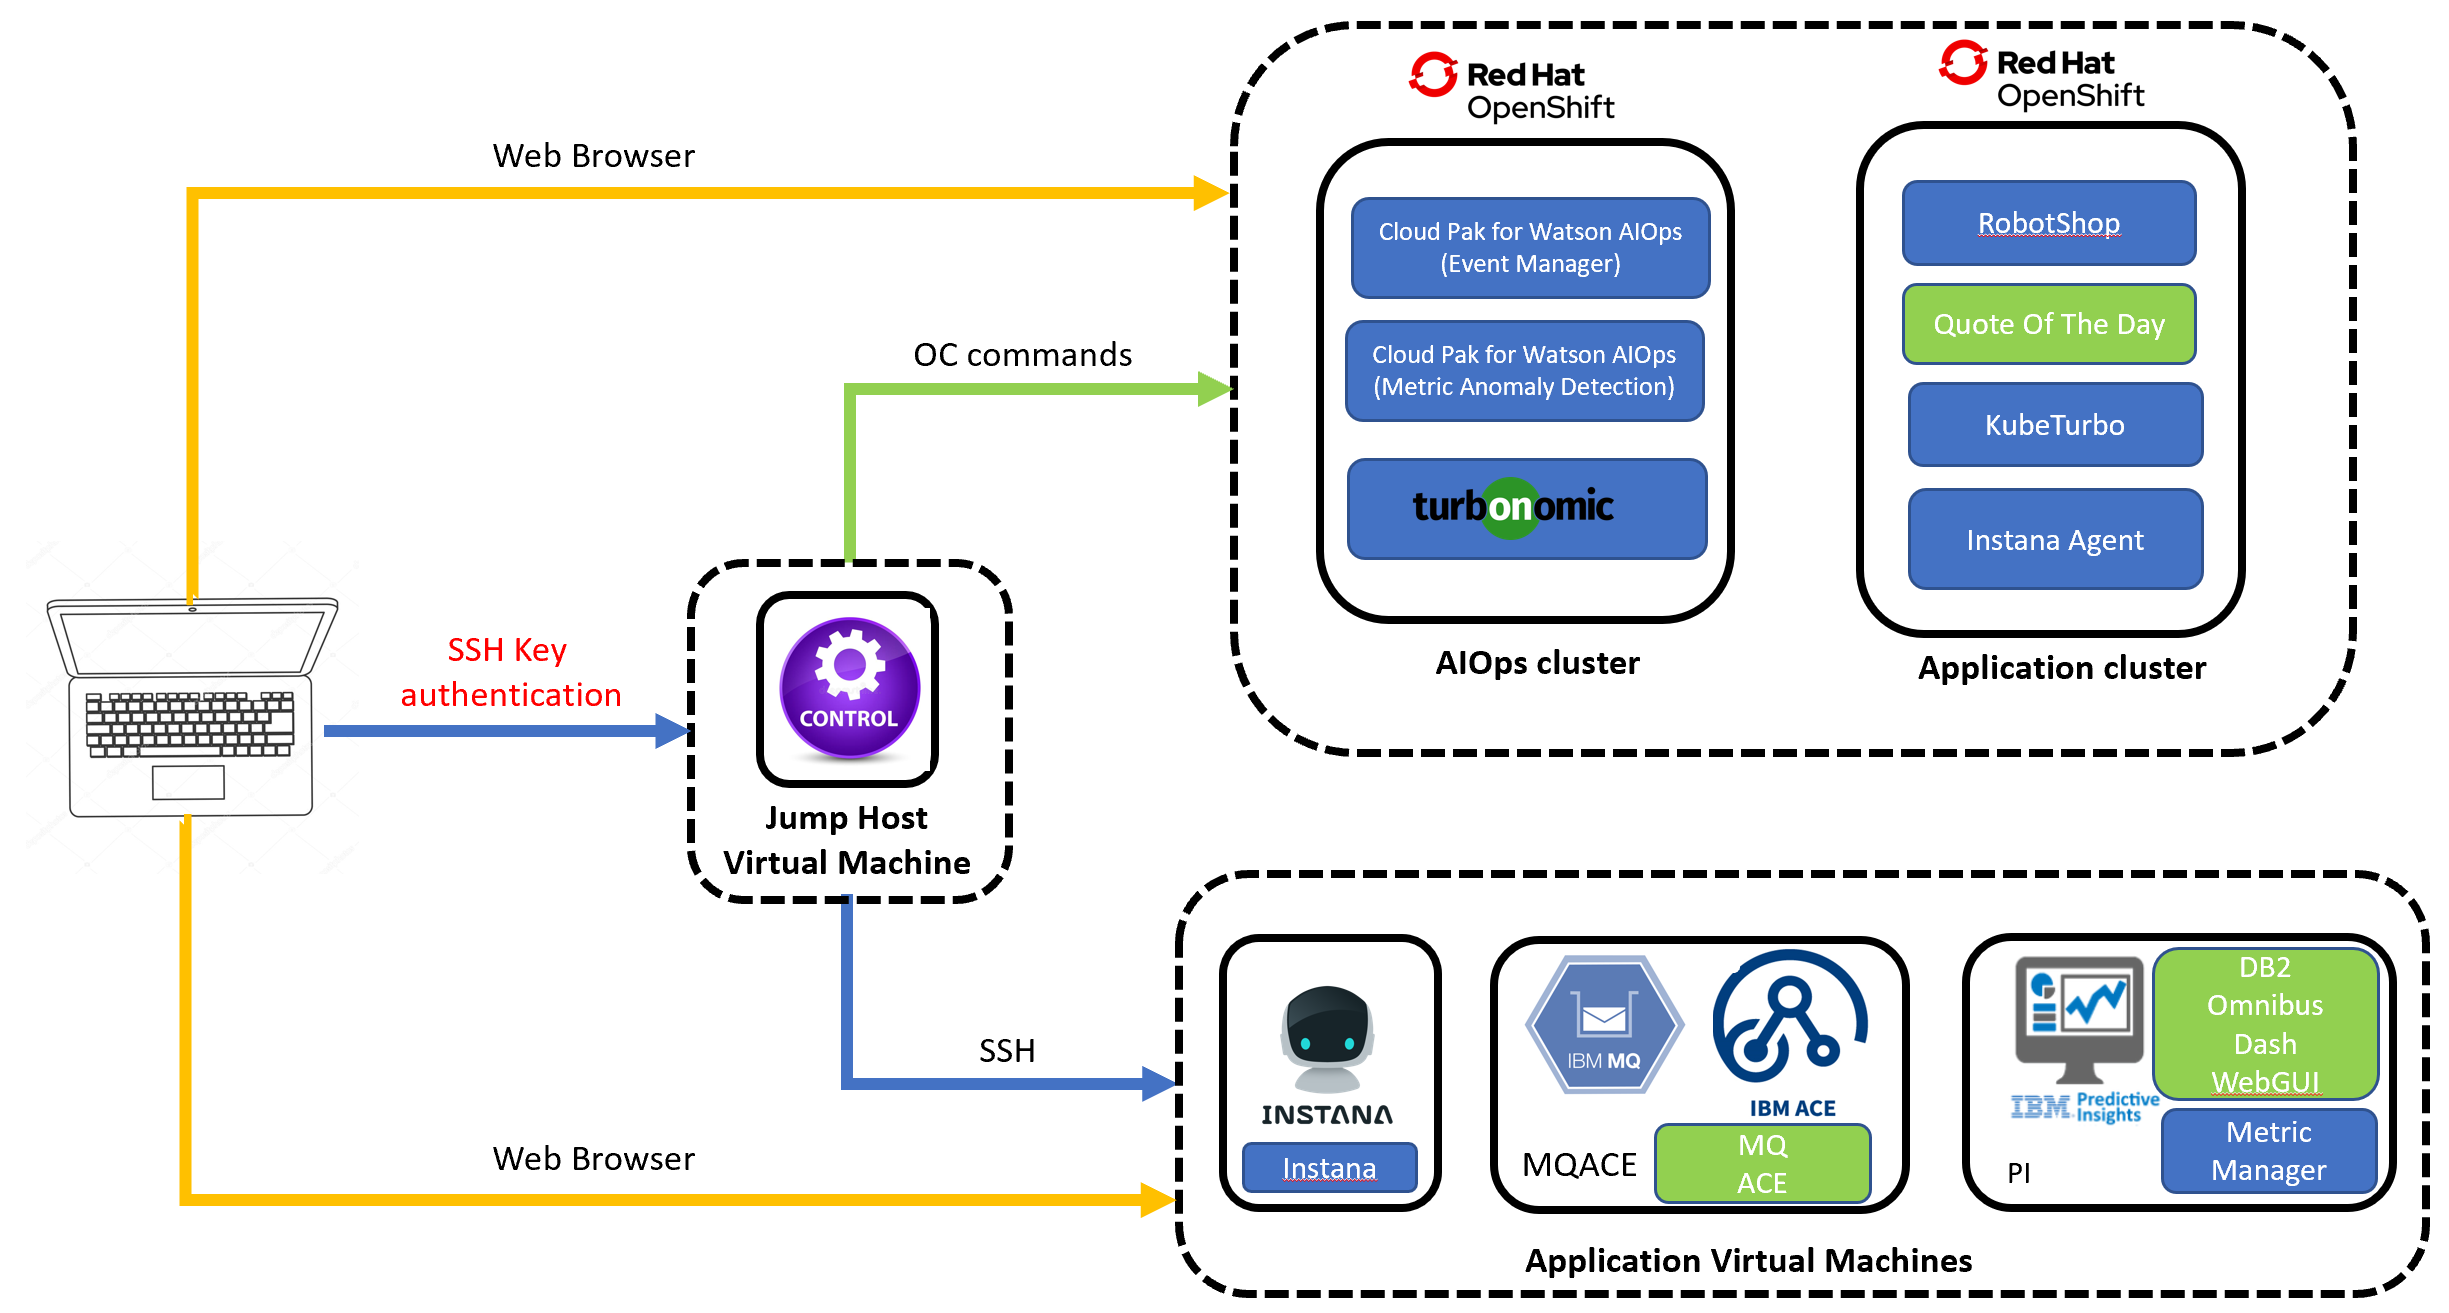 Red Hat
OpenShift
Red Hat
OpenShift
Web Browser
Cloud Pak for Watson AIOps
(Event Manager)
RobotShop
Quote Of The Day
OC commands
Cloud Pak for Watson AIOps
(Metric Anomaly Detection)
KubeTurbo
turbonomic
Instana Agent
AIOps cluster
Application cluster
SSH Key
authentication
CONTROL
Jump Host
Virtual Machine
SSH
Web Browser
INSTANA
Instana
IBM MQ
IBM ACE
MQACE
MQ
ACE
DB2
Omnibus
Dash
WebGUI
IBM Predictive
Insights
PI
Metric
Manager
Application Virtual Machines